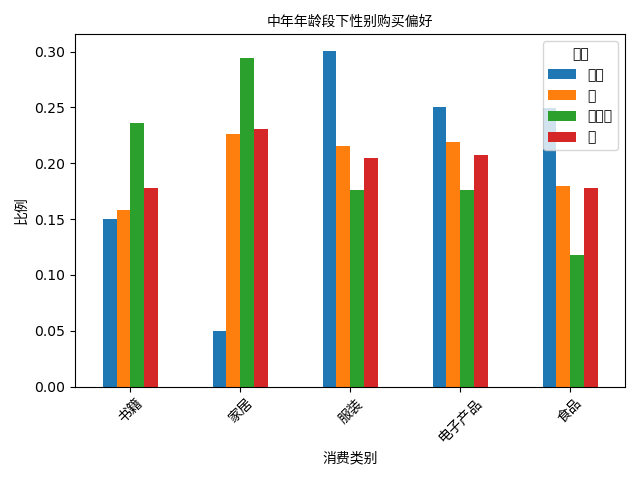 中年年龄段下性别购买偏好
0.30
0.25
0.20
0.15
0.10
0.05
0.00
比例
书籍
家居
服装
电子产品
食品
消费类别